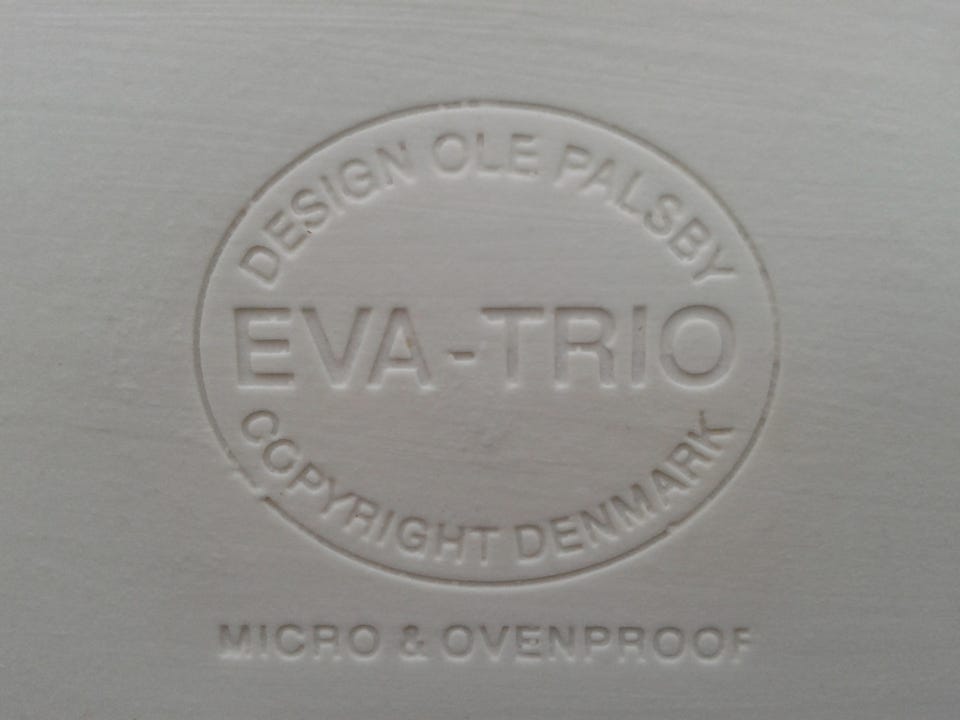 DESIGN OLE PALSBY
EVA-TRIO
COPYRIGHT DENMARK
MICRO & OVENPROOF